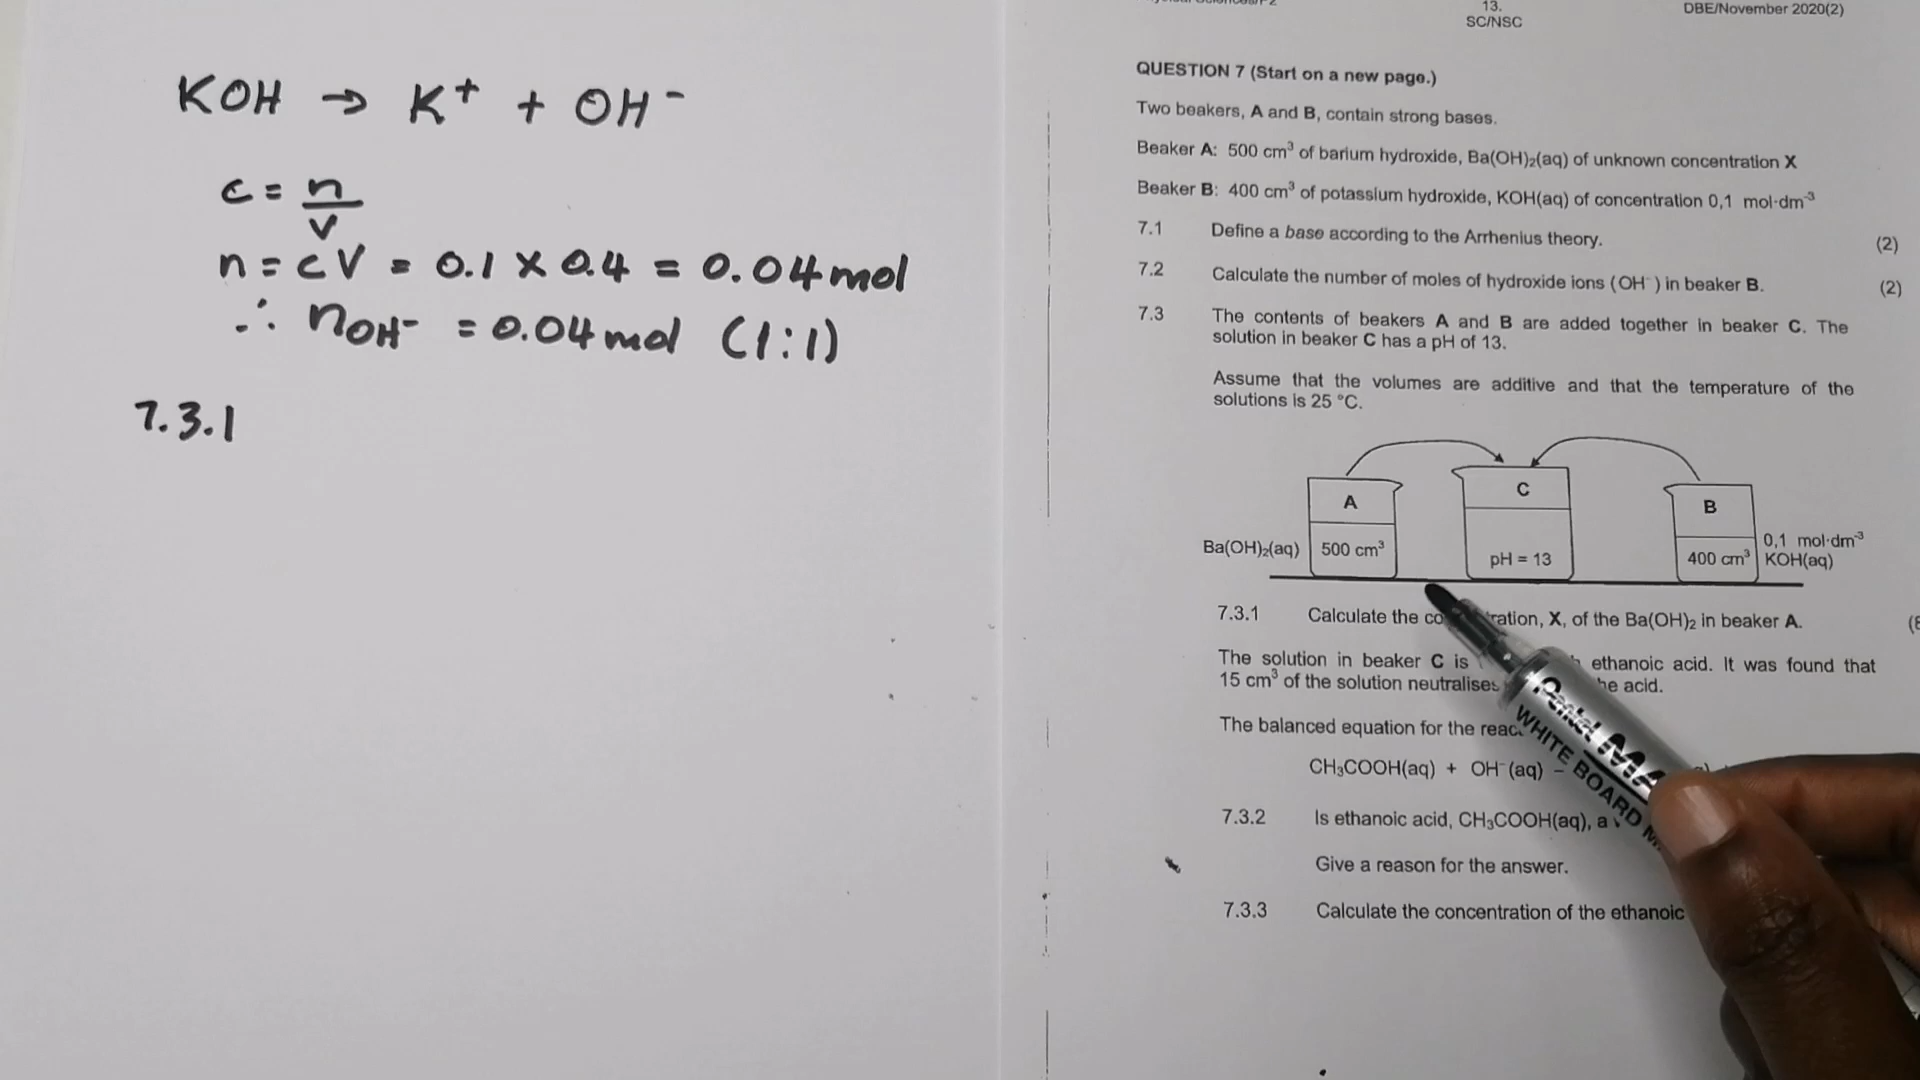 KOH → K⁺ + OH⁻
c = n/v
n = cV = 0.1 × 0.4 = 0.04 mol
∴ nOH⁻ = 0.04 mol (1:1)
7.3.1
13.
SC/NSC
DBE/November 2020(2)
QUESTION 7 (Start on a new page.)
Two beakers, A and B, contain strong bases.
Beaker A: 500 cm³ of barium hydroxide, Ba(OH)₂(aq) of unknown concentration X
Beaker B: 400 cm³ of potassium hydroxide, KOH(aq) of concentration 0,1 mol·dm⁻³
7.1 Define a base according to the Arrhenius theory. (2)
7.2 Calculate the number of moles of hydroxide ions (OH⁻) in beaker B. (2)
7.3 The contents of beakers A and B are added together in beaker C. The
solution in beaker C has a pH of 13.
Assume that the volumes are additive and that the temperature of the
solutions is 25 °C.
A
C
B
Ba(OH)₂(aq)
500 cm³
pH = 13
400 cm³
0,1 mol·dm⁻³
KOH(aq)
7.3.1 Calculate the co ration, X, of the Ba(OH)₂ in beaker A.
The solution in beaker C is ethanoic acid. It was found that
15 cm³ of the solution neutralises he acid.
The balanced equation for the reac
CH₃COOH(aq) + OH⁻(aq)
7.3.2 Is ethanoic acid, CH₃COOH(aq), a
Give a reason for the answer.
7.3.3 Calculate the concentration of the ethanoic
Pentel
WHITE BOARD